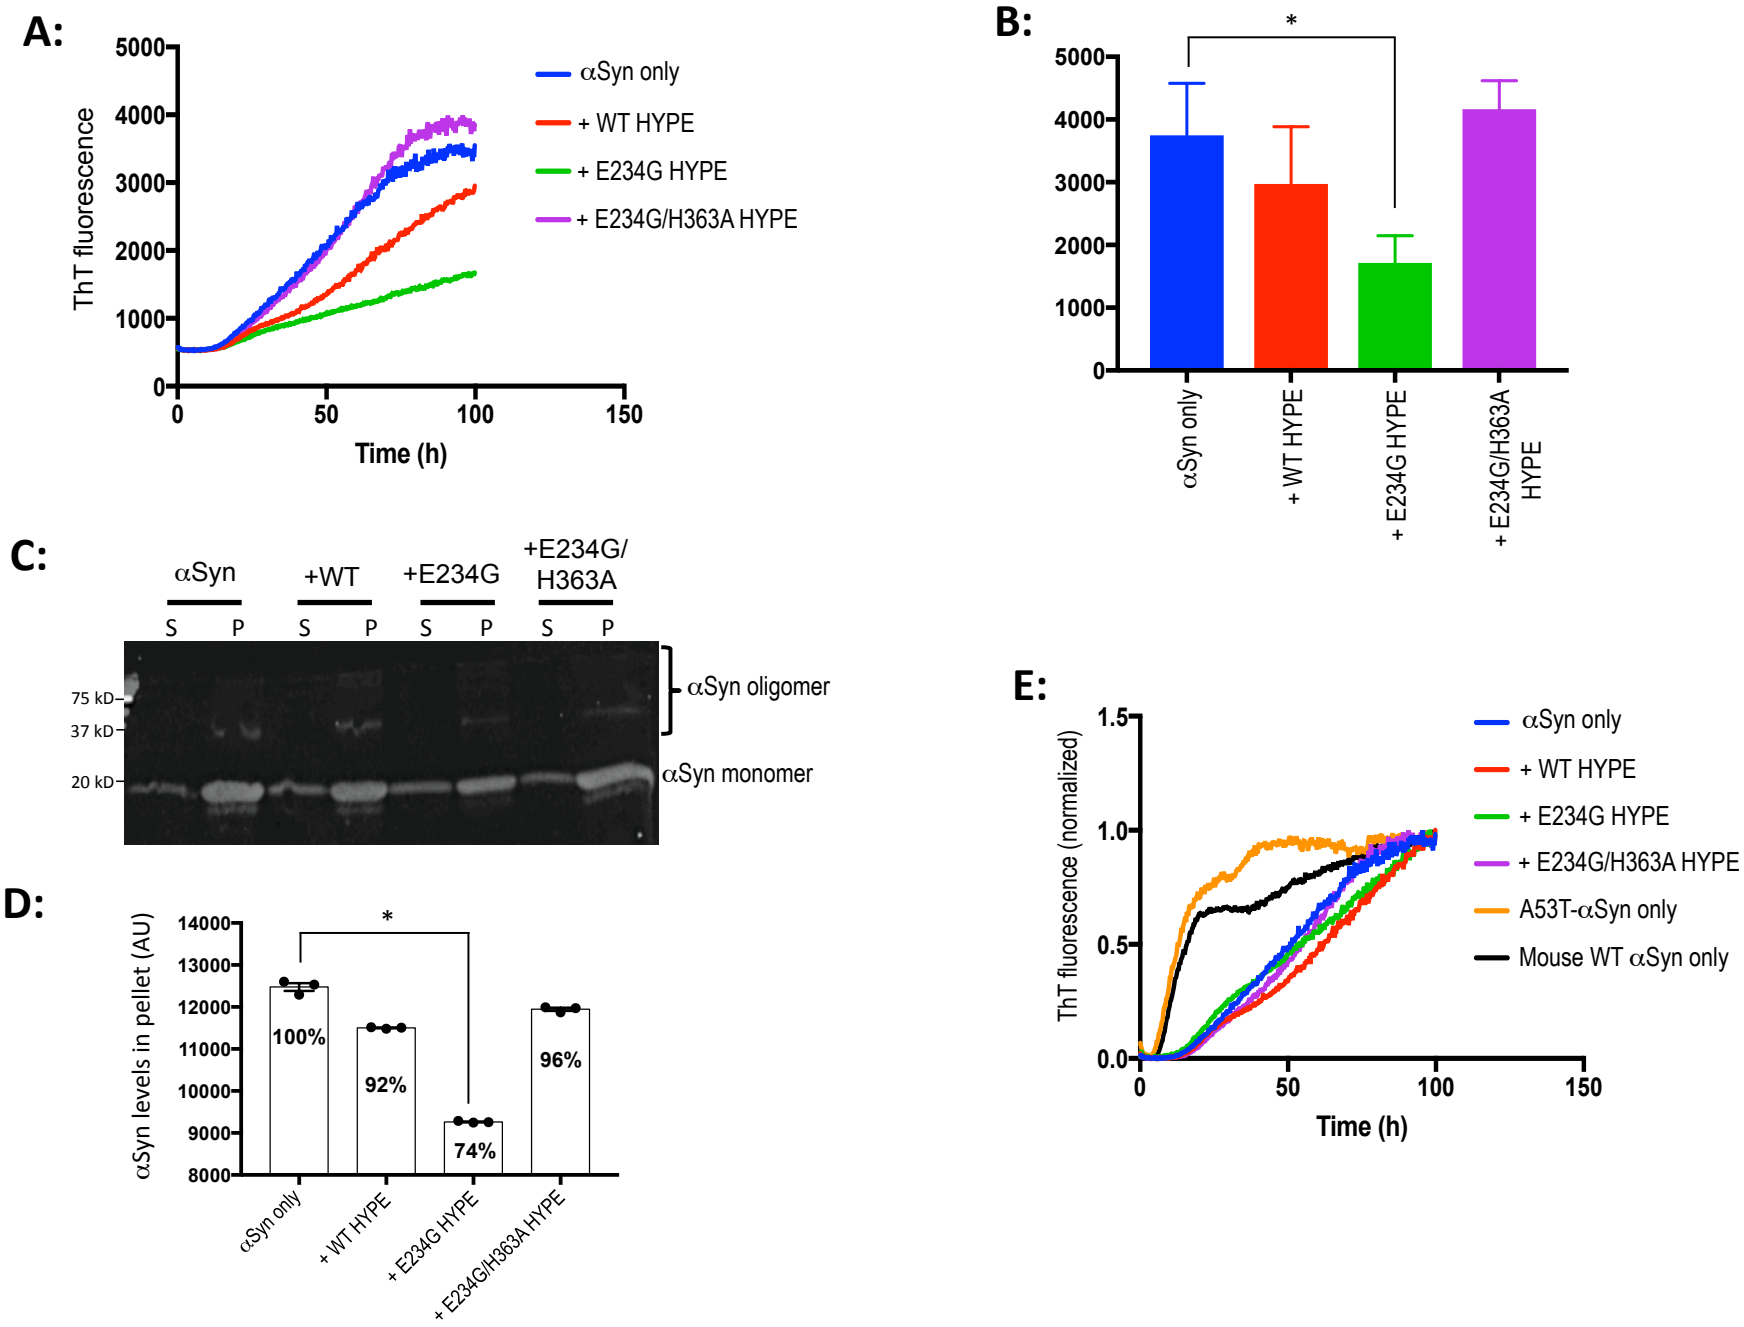 A:
5000
4000
3000
2000
1000
0
0
50
100
150
ThT fluorescence
Time (h)
αSyn only
+ WT HYPE
+ E234G HYPE
+ E234G/H363A HYPE
B:
*
5000
4000
3000
2000
1000
0
αSyn only
+ WT HYPE
+ E234G HYPE
+ E234G/H363A
HYPE
C:
αSyn
+WT
+E234G
+E234G/
H363A
S P S P S P S P
75 kD
37 kD
20 kD
αSyn oligomer
αSyn monomer
D:
*
14000
13000
12000
11000
10000
9000
8000
αSyn levels in pellet (AU)
100%
92%
74%
96%
αSyn only
+ WT HYPE
+ E234G HYPE
+ E234G/H363A HYPE
E:
1.5
1.0
0.5
0.0
0
50
100
150
ThT fluorescence (normalized)
Time (h)
αSyn only
+ WT HYPE
+ E234G HYPE
+ E234G/H363A HYPE
A53T-αSyn only
Mouse WT αSyn only